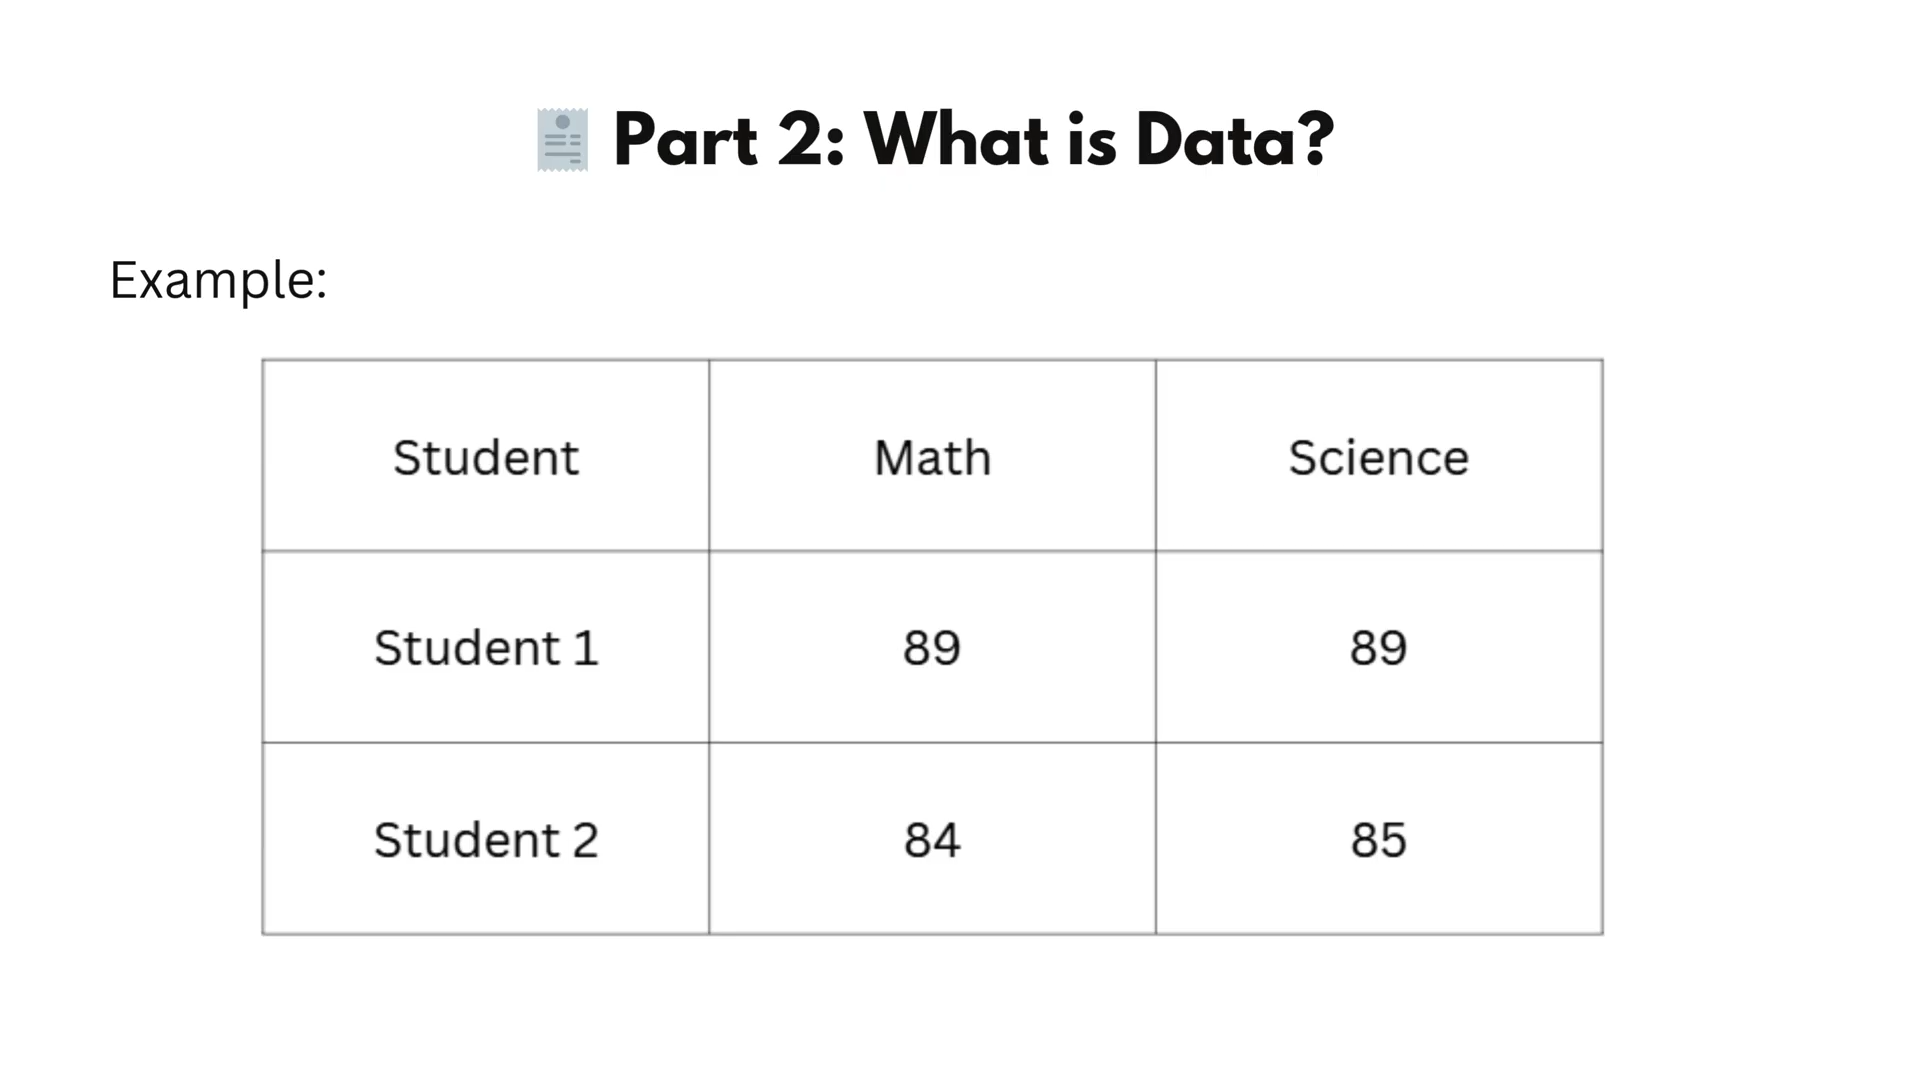 Part 2: What is Data?
Example:
Student Math Science
Student 1 89 89
Student 2 84 85